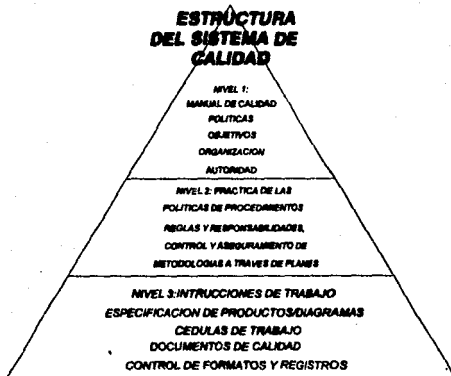 ESTRUCTURA
DEL SISTEMA DE
CALIDAD
NIVEL 1:
MANUAL DE CALIDAD
POLITICAS
OBJETIVOS
ORGANIZACION
AUTORIDAD
NIVEL 2: PRACTICA DE LAS
POLITICAS DE PROCEDIMIENTOS
REGLAS Y RESPONSABILIDADES,
CONTROL Y ASEGURAMIENTO DE
METODOLOGIAS A TRAVES DE PLANES
NIVEL 3:INTRUCCIONES DE TRABAJO
ESPECIFICACION DE PRODUCTOS/DIAGRAMAS
CEDULAS DE TRABAJO
DOCUMENTOS DE CALIDAD
CONTROL DE FORMATOS Y REGISTROS